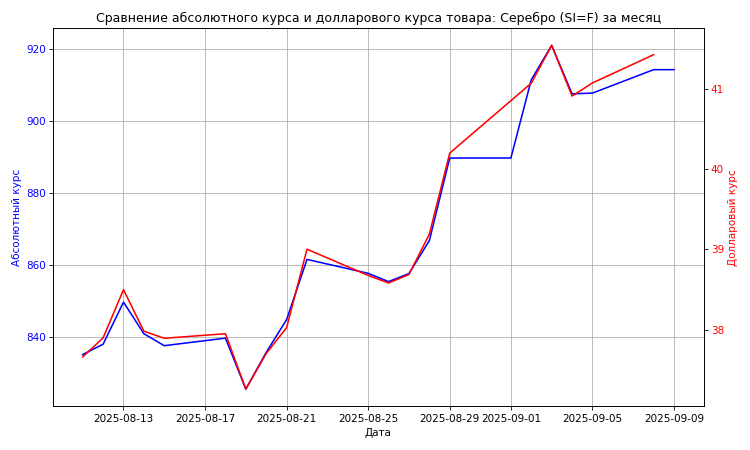 Сравнение абсолютного курса и долларового курса товара: Серебро (SI=F) за месяц
920
900
880
860
840
Абсолютный курс
41
40
39
38
Долларовый курс
2025-08-13 2025-08-17 2025-08-21 2025-08-25 2025-08-29 2025-09-01 2025-09-05 2025-09-09
Дата